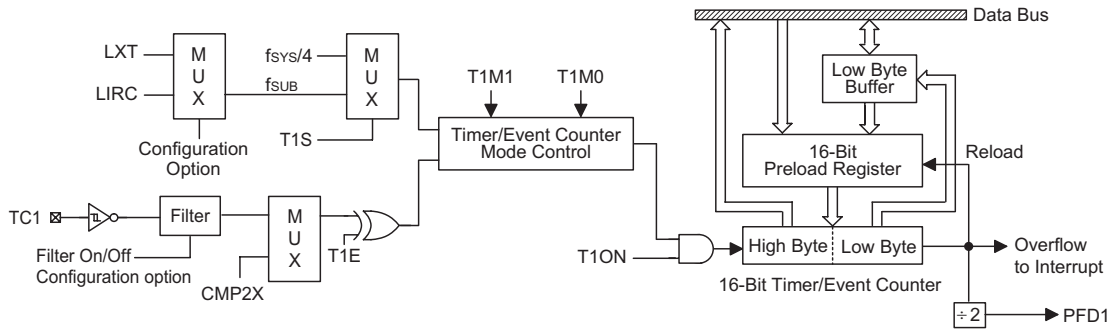 Data Bus
LXT
LIRC
M
U
X
fSYS/4
fSUB
M
U
X
T1S
Configuration
Option
T1M1
T1M0
Timer/Event Counter
Mode Control
Low Byte
Buffer
16-Bit
Preload Register
Reload
TC1
Filter
Filter On/Off
Configuration option
M
U
X
CMP2X
T1E
T1ON
High Byte
Low Byte
16-Bit Timer/Event Counter
Overflow
to Interrupt
÷2
PFD1